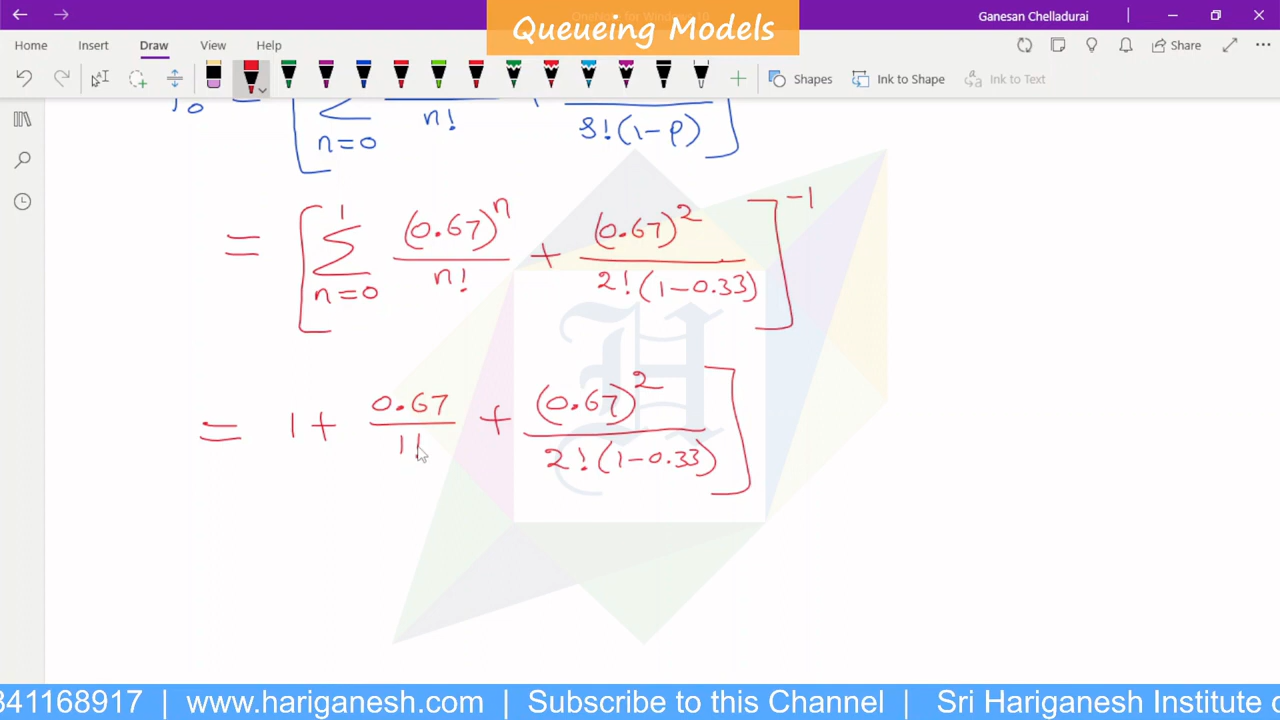 Queueing Models
Ganesan Chelladurai
Home Insert Draw View Help
Share
Shapes Ink to Shape Ink to Text
n! 
n=0 s!(1-ρ)
= [ 1 Σ n=0 (0.67)^n / n! + (0.67)^2 / 2!(1-0.33) ]^-1
= 1 + 0.67 / 1! + (0.67)^2 / 2!(1-0.33) ]
H
841168917 | www.hariganesh.com | Subscribe to this Channel | Sri Hariganesh Institute